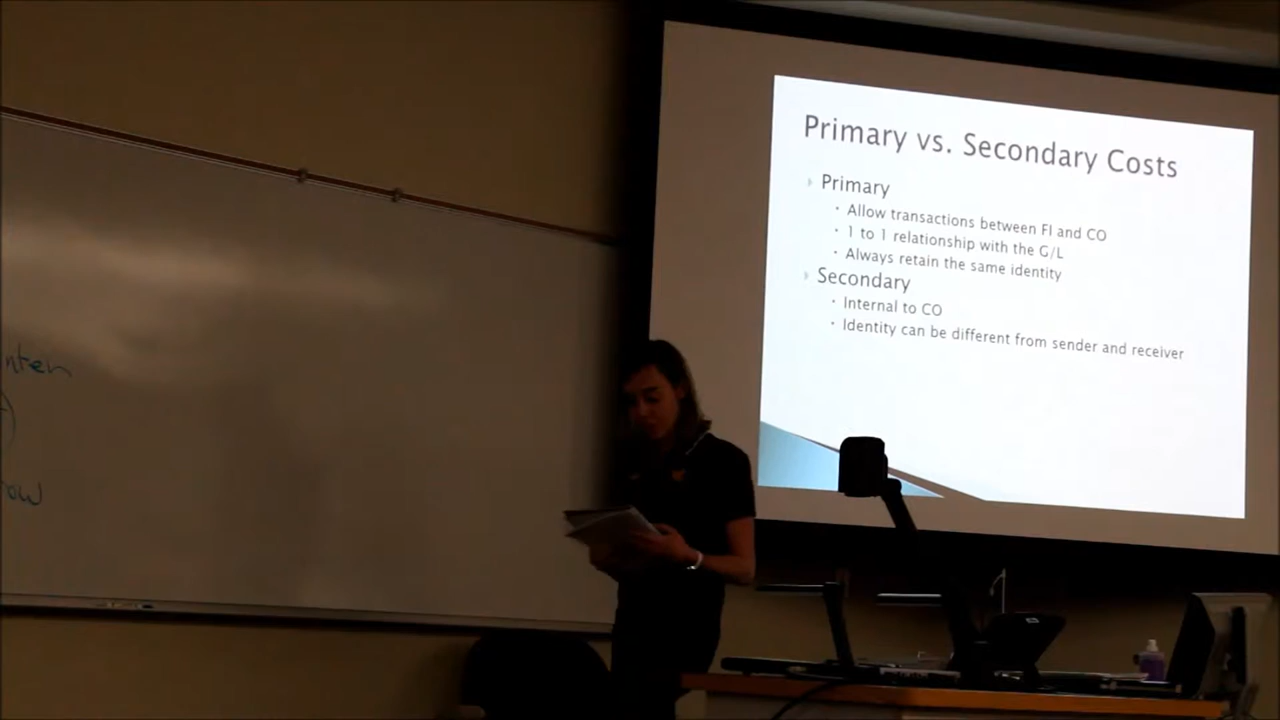 Primary vs. Secondary Costs
Primary
Allow transactions between FI and CO
1 to 1 relationship with the G/L
Always retain the same identity
Secondary
Internal to CO
Identity can be different from sender and receiver